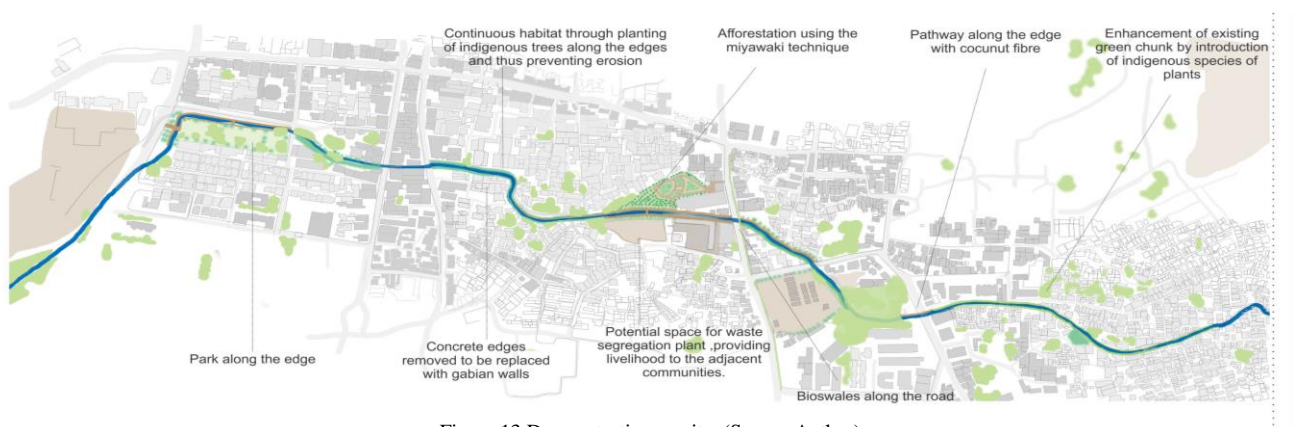 Continuous habitat through planting
of indigenous trees along the edges
and thus preventing erosion
Afforestation using the
miyawaki technique
Pathway along the edge
with cocunut fibre
Enhancement of existing
green chunk by introduction
of indigenous species of
plants
Park along the edge
Concrete edges
removed to be replaced
with gabian walls
Potential space for waste
segregation plant ,providing
livelihood to the adjacent
communities.
Bioswales along the road